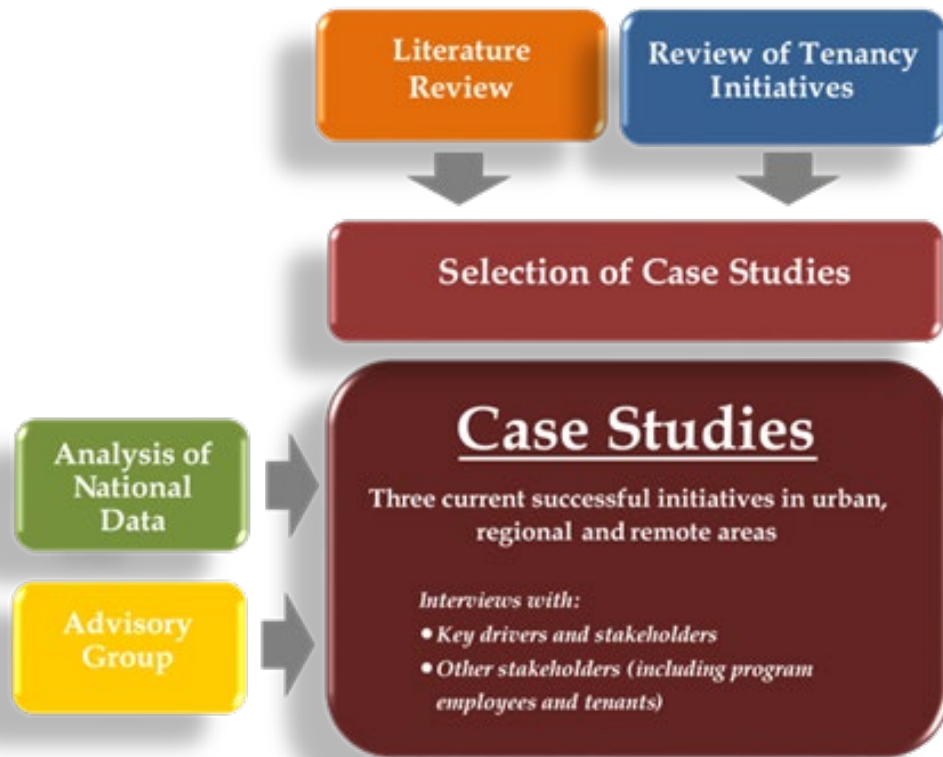 Literature
Review
Review of Tenancy
Initiatives
Selection of Case Studies
Analysis of
National
Data
Advisory
Group
Case Studies
Three current successful initiatives in urban,
regional and remote areas
Interviews with:
• Key drivers and stakeholders
• Other stakeholders (including program
employees and tenants)